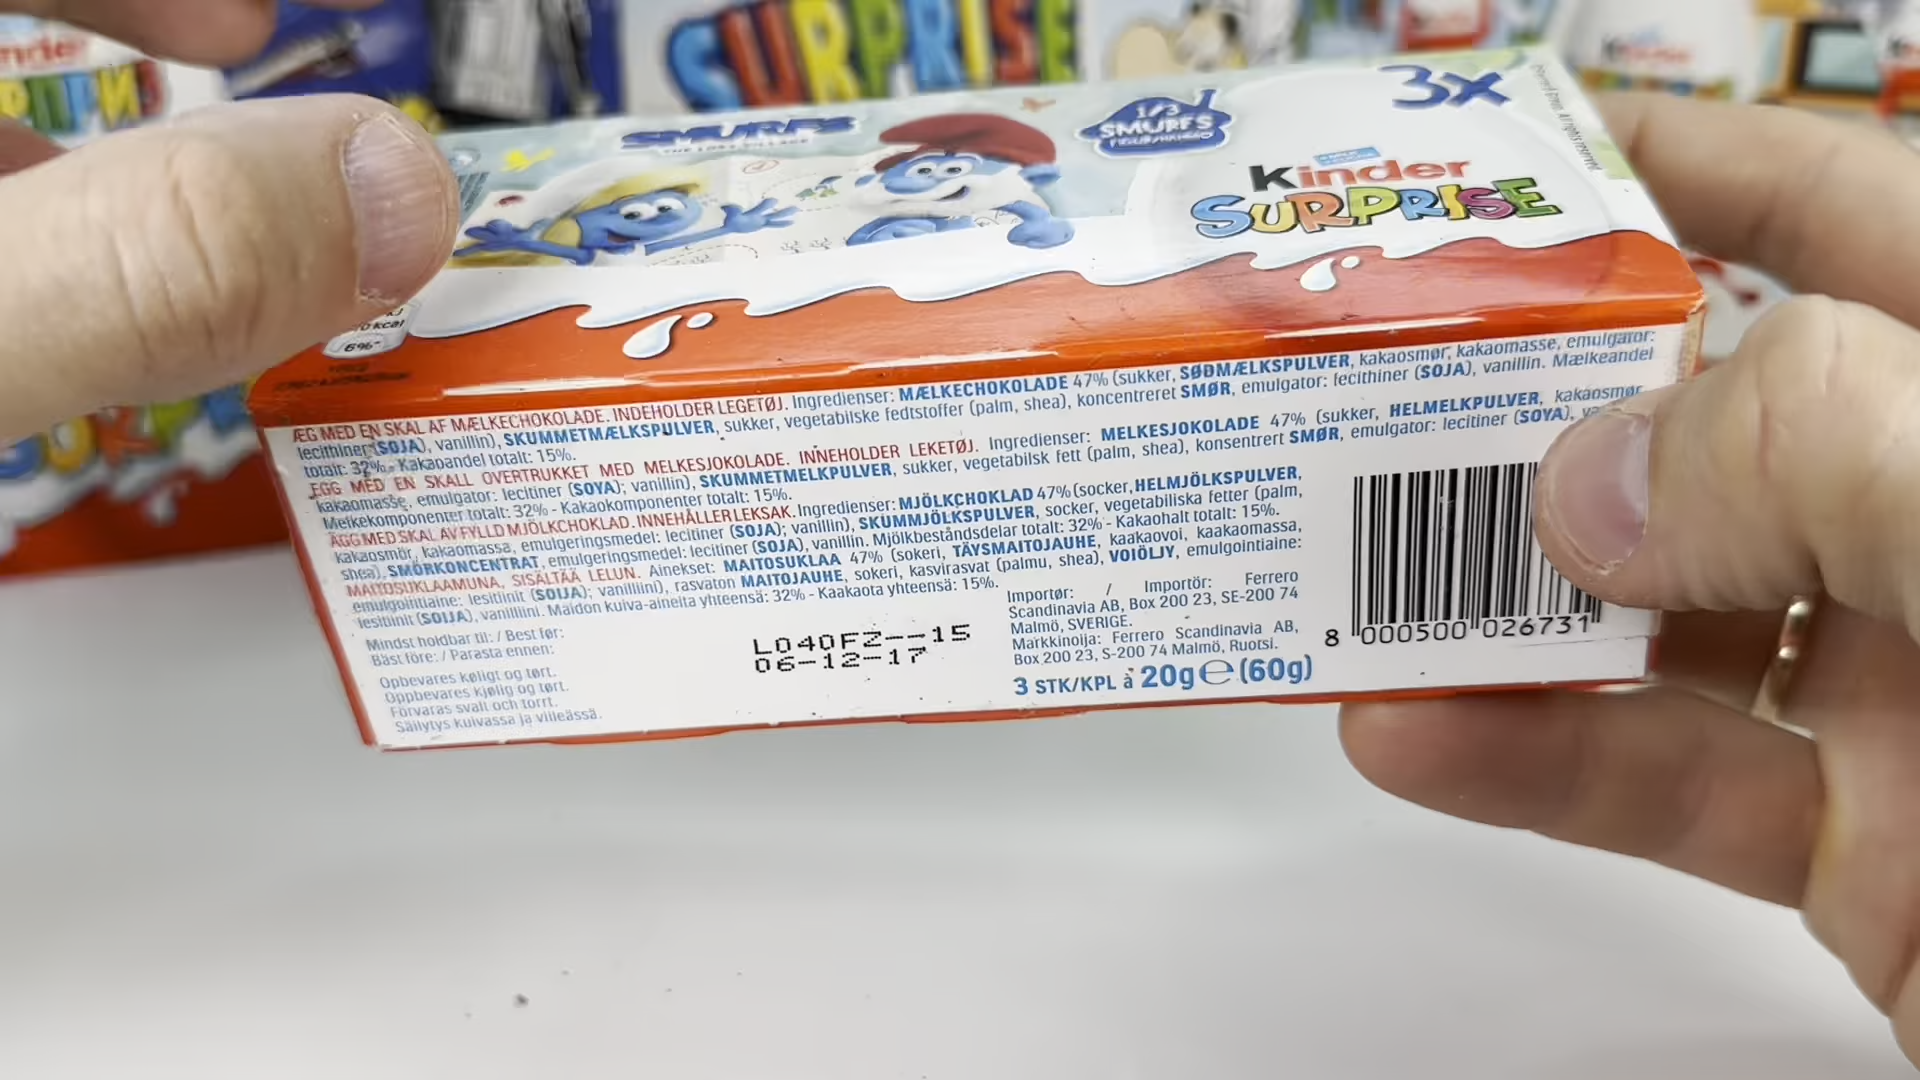 SURPRISE
3x
1/3
SMURFS
SMURFS
THE LOST VILLAGE
Kinder
SURPRISE
6%*
ÆG MED EN SKAL AF MÆLKECHOKOLADE. INDEHOLDER LEGETØJ. Ingredienser: MÆLKECHOKOLADE 47% (sukker, SØDMÆLKSPULVER, kakaosmør, kakaomasse, emulgator:
lecithiner (SOJA), vanillin), SKUMMETMÆLKSPULVER, sukker, vegetabilske fedtstoffer (palm, shea), koncentreret SMØR, emulgator: lecithiner (SOJA), vanillin. Mælkeandel
totalt: 32% - Kakaoandel totalt: 15%.
EGG MED EN SKALL OVERTRUKKET MED MELKESJOKOLADE. INNEHOLDER LEKETØJ. Ingredienser: MELKESJOKOLADE 47% (sukker, HELMELKPULVER, kakaosmør,
kakaomasse, emulgator: lecitiner (SOYA); vanillin), SKUMMETMELKPULVER, sukker, vegetabilsk fett (palm, shea), konsentrert SMØR, emulgator: lecitiner (SOYA),
Melkekomponenter totalt: 32% - Kakaokomponenter totalt: 15%.
ÄGG MED SKAL AV FYLLD MJÖLKCHOKLAD. INNEHÅLLER LEKSAK. Ingredienser: MJÖLKCHOKLAD 47% (socker, HELMJÖLKSPULVER,
kakaosmör, kakaomassa, emulgeringsmedel: lecitiner (SOJA); vanillin), SKUMMJÖLKSPULVER, socker, vegetabiliska fetter (palm,
shea), SMÖRKONCENTRAT, emulgeringsmedel: lecitiner (SOJA), vanillin. Mjölkbeståndsdelar totalt: 32% - Kakaohalt totalt: 15%.
MAITOSUKLAAMUNA, SISÄLTÄÄ LELUN. Ainekset: MAITOSUKLAA 47% (sokeri, TÄYSMAITOJAUHE, kaakaovoi, kaakaomassa,
emulgointiaine: lesitiinit (SOIJA); vanilliini), rasvaton MAITOJAUHE, sokeri, kasvirasvat (palmu, shea), VOIÖLJY, emulgointiaine:
lesitiinit (SOIJA), vanilliini. Maidon kuiva-aineita yhteensä: 32% - Kaakaota yhteensä: 15%.
Mindst holdbar til: / Best før:
Bäst före: / Parasta ennen:
Opbevares køligt og tørt.
Oppbevares kjølig og tørt.
Förvaras svalt och torrt.
Säilytys kuivassa ja viileässä.
L040FZ--15
06-12-17
Importør: / Importör: Ferrero
Scandinavia AB, Box 200 23, SE-200 74
Malmö, SVERIGE.
Markkinoija: Ferrero Scandinavia AB,
Box 200 23, S-200 74 Malmö, Ruotsi.
3 STK/KPL à 20g e (60g)
8 000500 026731